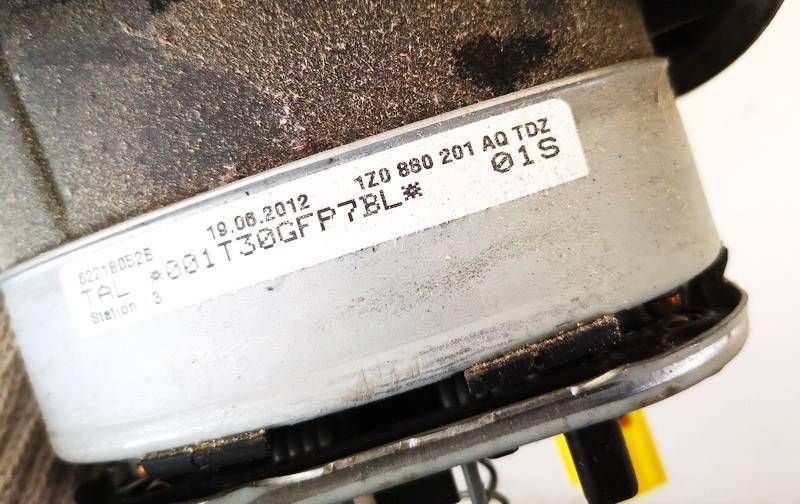 62218052B 19.06.2012 1Z0 880 201 AQ TDZ
TAL *001T30GFP7BL* 01S
Station 3